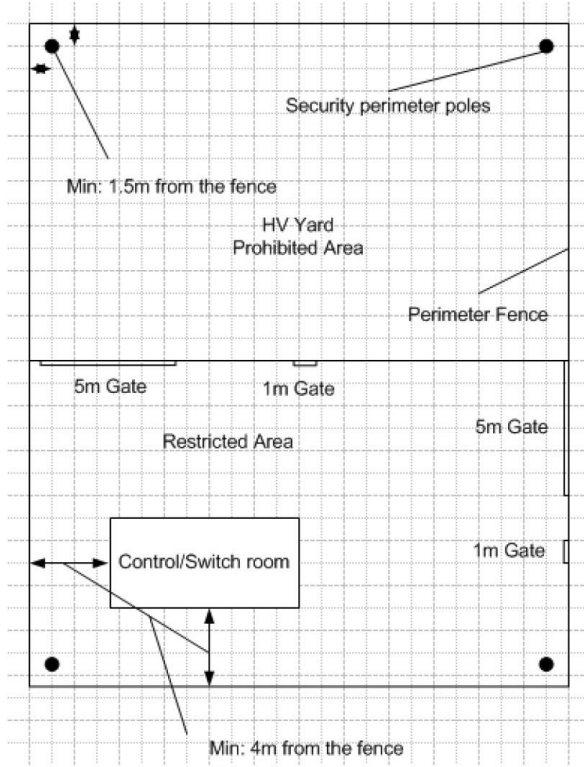 Security perimeter poles
Min: 1.5m from the fence
HV Yard
Prohibited Area
Perimeter Fence
5m Gate
1m Gate
5m Gate
Restricted Area
1m Gate
Control/Switch room
Min: 4m from the fence